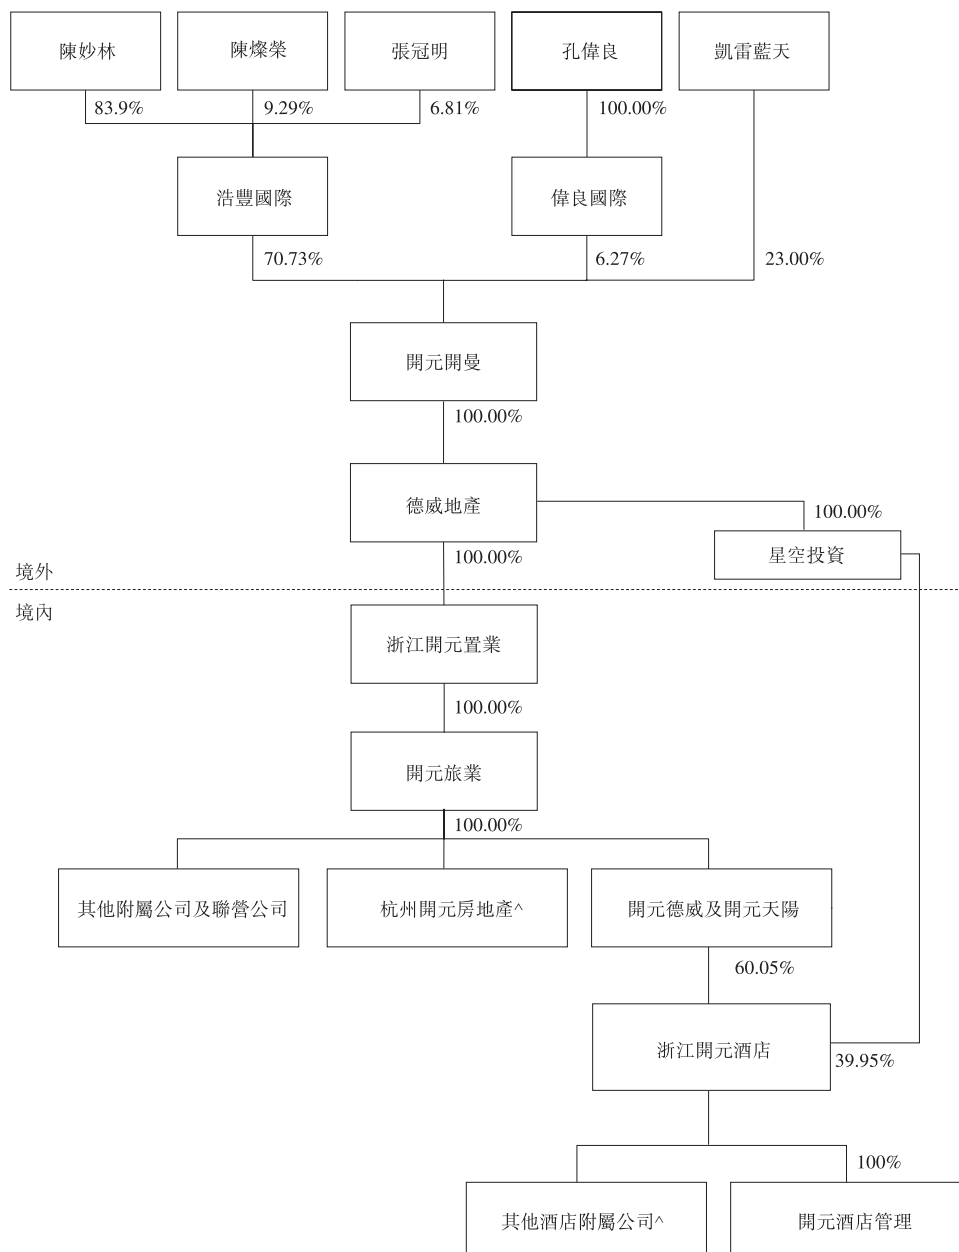 陳妙林 陳燦榮 張冠明 孔偉良 凱雷藍天
83.9% 9.29% 6.81% 100.00%
浩豐國際 偉良國際
70.73% 6.27% 23.00%
開元開曼
100.00%
德威地產
100.00%
星空投資
100.00%
境外
境內
浙江開元置業
100.00%
開元旅業
100.00%
其他附屬公司及聯營公司 杭州開元房地產^ 開元德威及開元天陽
60.05%
浙江開元酒店
39.95%
100%
其他酒店附屬公司^ 開元酒店管理